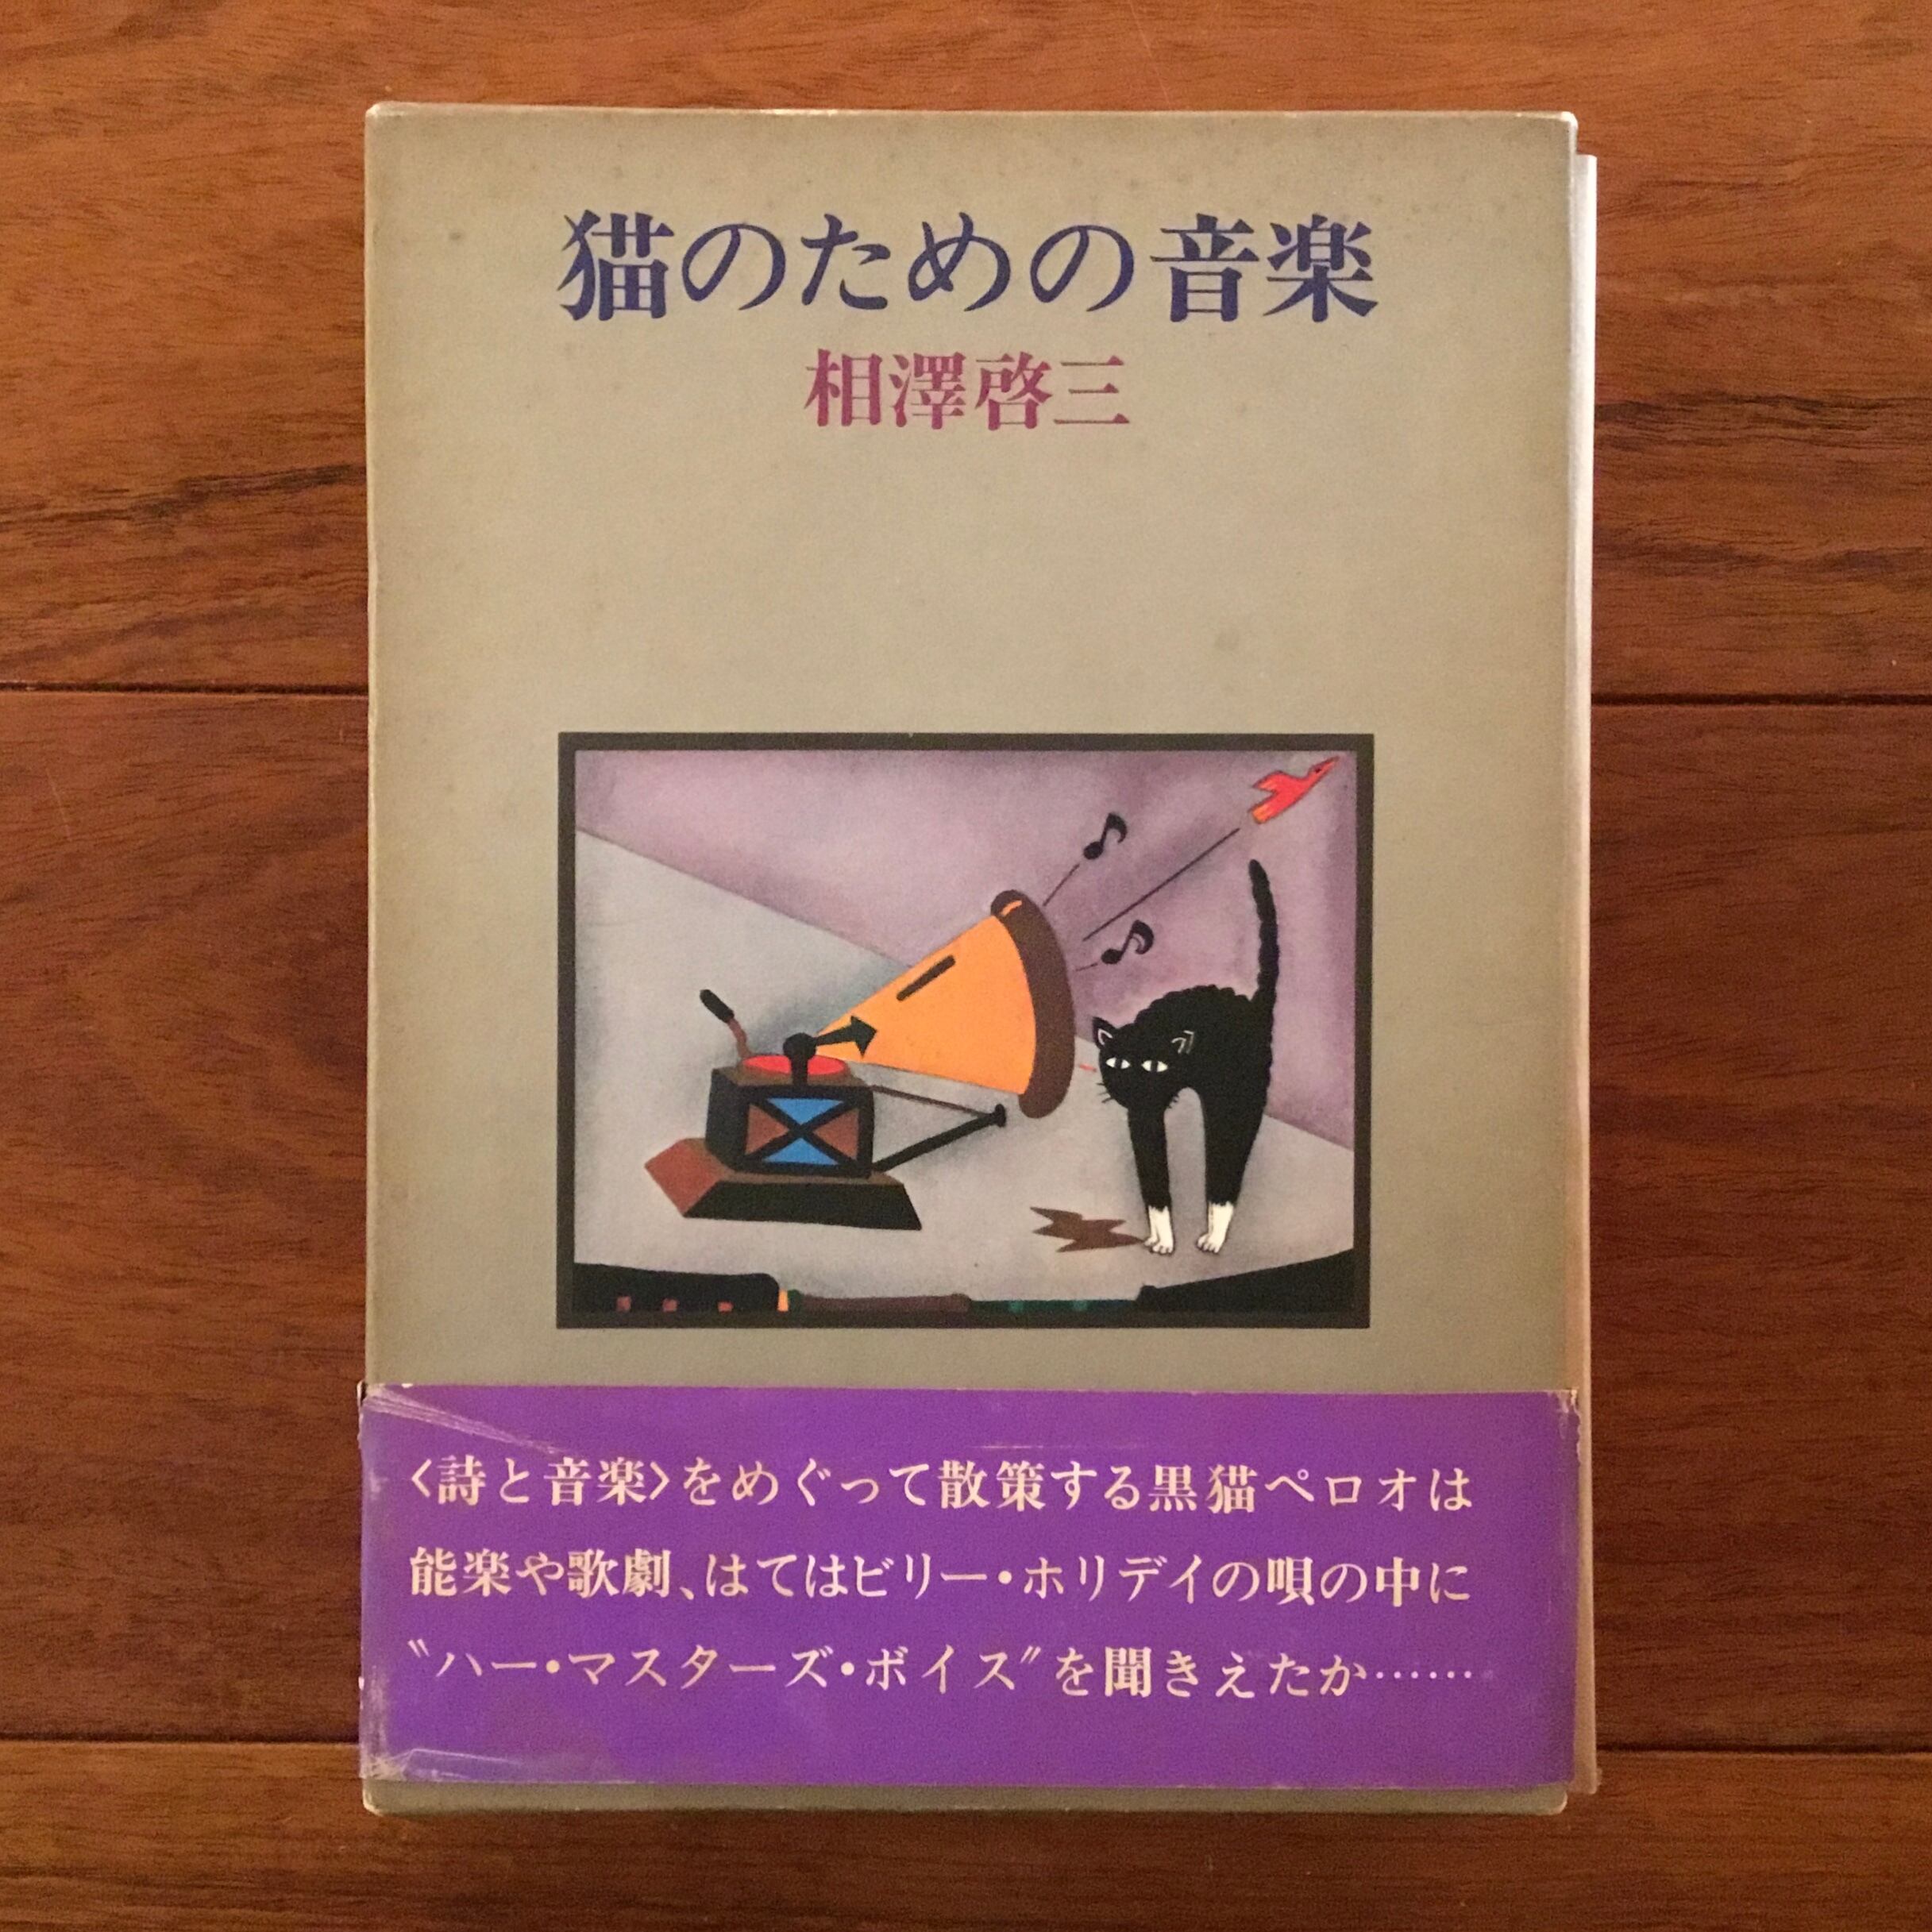 猫のための音楽
相澤啓三
〈詩と音楽〉をめぐって散策する黒猫ペロオは
能楽や歌劇、はてはビリー・ホリデイの唄の中に
〝ハー・マスターズ・ボイス〟を聞きえたか……